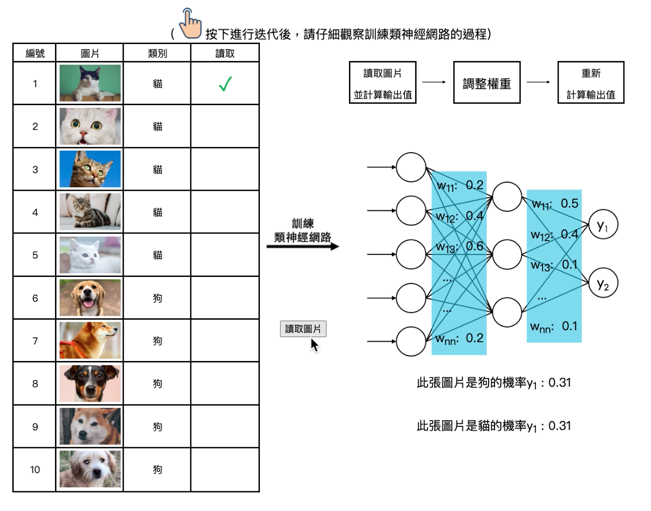 ( 按下進行迭代後，請仔細觀察訓練類神經網路的過程)
編號 圖片 類別 讀取
1 貓 ✓
2 貓
3 貓
4 貓
5 貓
6 狗
7 狗
8 狗
9 狗
10 狗
訓練
類神經網路
讀取圖片
讀取圖片
並計算輸出值
調整權重
重新
計算輸出值
w11: 0.2
w12: 0.4
w13: 0.6
...
...
wnn: 0.2
w11: 0.5
w12: 0.4
w13: 0.1
...
wnn: 0.1
y1
y2
此張圖片是狗的機率y1 : 0.31
此張圖片是貓的機率y1 : 0.31